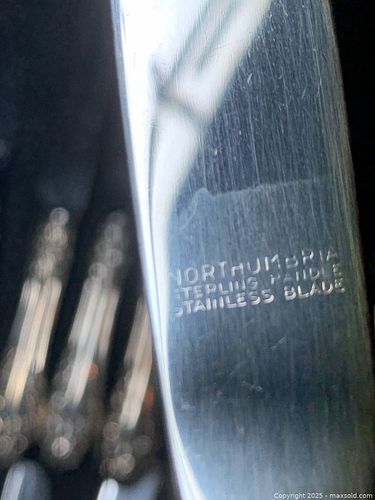 NORTHUMBRIA
STERLING HANDLE
STAINLESS BLADE
Copyright 2025 - maxsold.com